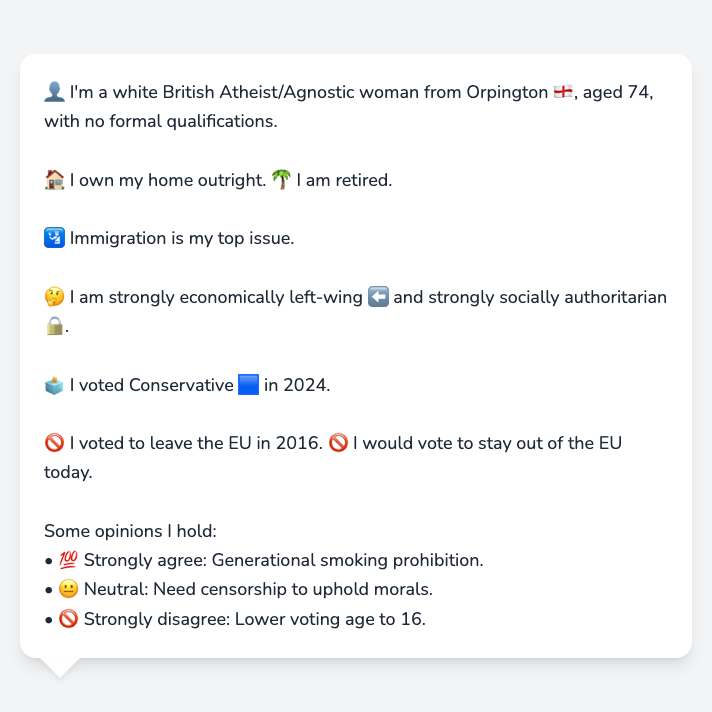 👤 I'm a white British Atheist/Agnostic woman from Orpington 🏴󠁧󠁢󠁥󠁮󠁧󠁿, aged 74,
with no formal qualifications.
🏠 I own my home outright. 🌴 I am retired.
🛂 Immigration is my top issue.
🤔 I am strongly economically left-wing ⬅️ and strongly socially authoritarian
🔒.
🗳️ I voted Conservative 🟦 in 2024.
🚫 I voted to leave the EU in 2016. 🚫 I would vote to stay out of the EU
today.
Some opinions I hold:
• 💯 Strongly agree: Generational smoking prohibition.
• 😐 Neutral: Need censorship to uphold morals.
• 🚫 Strongly disagree: Lower voting age to 16.